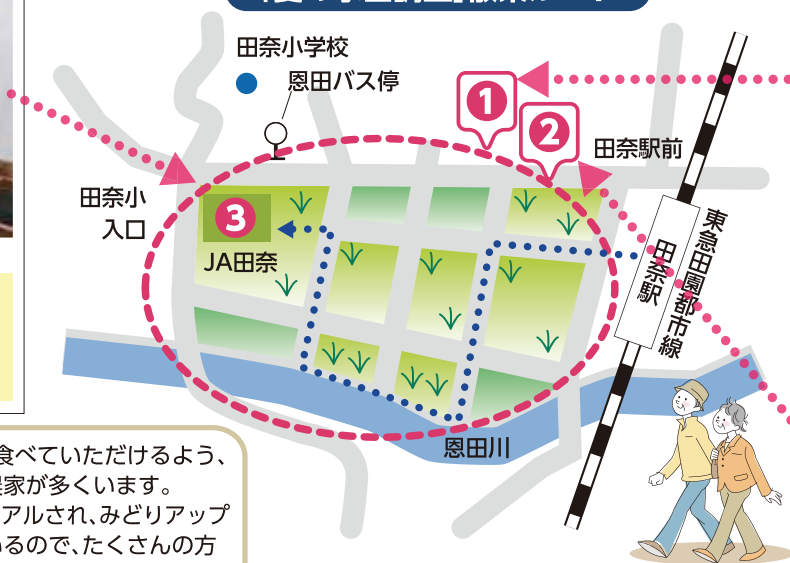 田奈小学校
恩田バス停
1
2
田奈駅前
田奈小
入口
3
JA田奈
東急田園都市線
田奈駅
恩田川
食べていただけるよう、
家が多くいます。
アルされ、みどりアップ
いるので、たくさんの方